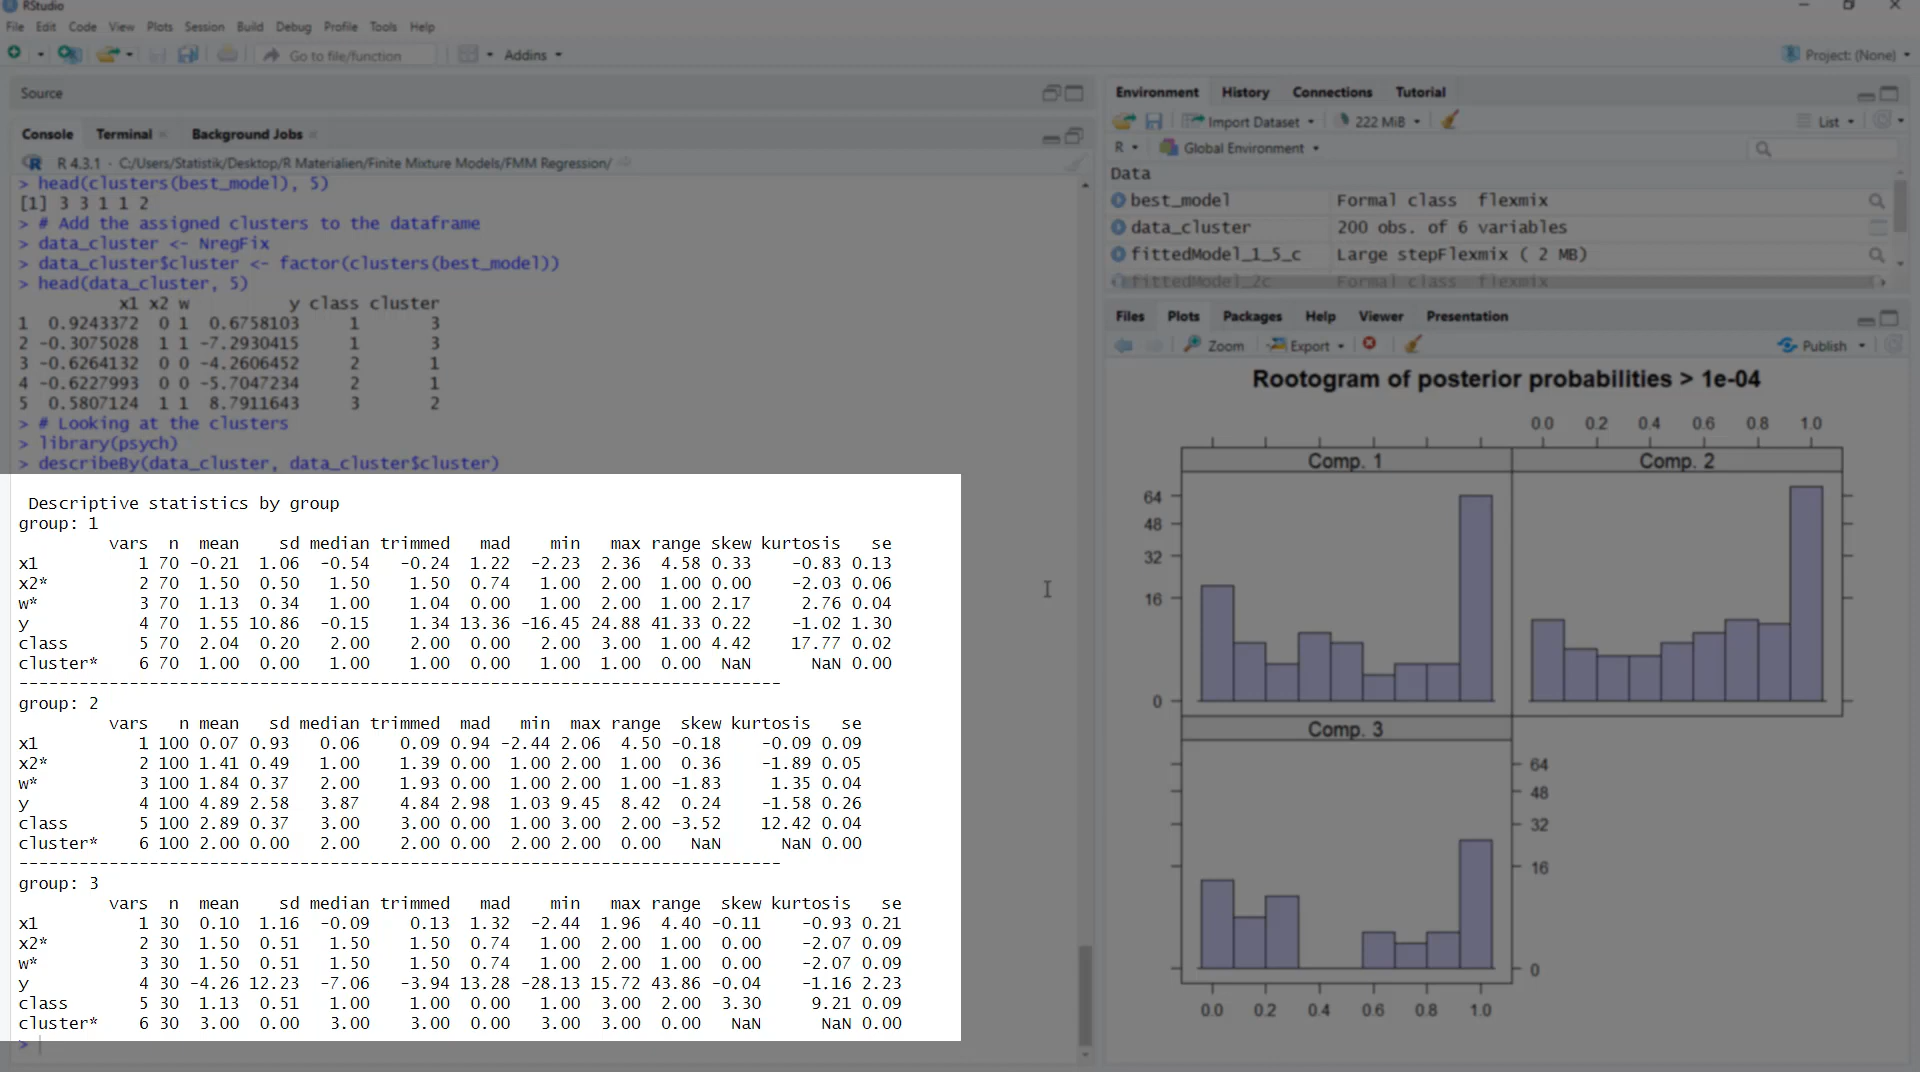 RStudio
File Edit Code View Plots Session Build Debug Profile Tools Help
Go to file/function Addins Project: (None)
Source
Console Terminal Background Jobs
R 4.3.1 · C:/Users/Statistik/Desktop/R Materialien/Finite Mixture Models/FMM Regression/
> head(clusters(best_model), 5)
[1] 3 3 1 1 2
> # Add the assigned clusters to the dataframe
> data_cluster <- NregFix
> data_cluster$cluster <- factor(clusters(best_model))
> head(data_cluster, 5)
x1 x2 w y class cluster
1 0.9243372 0 1 0.6758103 1 3
2 -0.3075028 1 1 -7.2930415 1 3
3 -0.6264132 0 0 -4.2606452 2 1
4 -0.6227993 0 0 -5.7047234 2 1
5 0.5807124 1 1 8.7911643 3 2
> # Looking at the clusters
> library(psych)
> describeBy(data_cluster, data_cluster$cluster)
Descriptive statistics by group
group: 1
vars n mean sd median trimmed mad min max range skew kurtosis se
x1 1 70 -0.21 1.06 -0.54 -0.24 1.22 -2.23 2.36 4.58 0.33 -0.83 0.13
x2* 2 70 1.50 0.50 1.50 1.50 0.74 1.00 2.00 1.00 0.00 -2.03 0.06
w* 3 70 1.13 0.34 1.00 1.04 0.00 1.00 2.00 1.00 2.17 2.76 0.04
y 4 70 1.55 10.86 -0.15 1.34 13.36 -16.45 24.88 41.33 0.22 -1.02 1.30
class 5 70 2.04 0.20 2.00 2.00 0.00 2.00 3.00 1.00 4.42 17.77 0.02
cluster* 6 70 1.00 0.00 1.00 1.00 0.00 1.00 1.00 0.00 NaN NaN 0.00
----------------------------------------------------------------------------
group: 2
vars n mean sd median trimmed mad min max range skew kurtosis se
x1 1 100 0.07 0.93 0.06 0.09 0.94 -2.44 2.06 4.50 -0.18 -0.09 0.09
x2* 2 100 1.41 0.49 1.00 1.39 0.00 1.00 2.00 1.00 0.36 -1.89 0.05
w* 3 100 1.84 0.37 2.00 1.93 0.00 1.00 2.00 1.00 -1.83 1.35 0.04
y 4 100 4.89 2.58 3.87 4.84 2.98 1.03 9.45 8.42 0.24 -1.58 0.26
class 5 100 2.89 0.37 3.00 3.00 0.00 1.00 3.00 2.00 -3.52 12.42 0.04
cluster* 6 100 2.00 0.00 2.00 2.00 0.00 2.00 2.00 0.00 NaN NaN 0.00
----------------------------------------------------------------------------
group: 3
vars n mean sd median trimmed mad min max range skew kurtosis se
x1 1 30 0.10 1.16 -0.09 0.13 1.32 -2.44 1.96 4.40 -0.11 -0.93 0.21
x2* 2 30 1.50 0.51 1.50 1.50 0.74 1.00 2.00 1.00 0.00 -2.07 0.09
w* 3 30 1.50 0.51 1.50 1.50 0.74 1.00 2.00 1.00 0.00 -2.07 0.09
y 4 30 -4.26 12.23 -7.06 -3.94 13.28 -28.13 15.72 43.86 -0.04 -1.16 2.23
class 5 30 1.13 0.51 1.00 1.00 0.00 1.00 3.00 2.00 3.30 9.21 0.09
cluster* 6 30 3.00 0.00 3.00 3.00 0.00 3.00 3.00 0.00 NaN NaN 0.00
>
Environment History Connections Tutorial
Import Dataset 222 MiB List
R Global Environment
Data
best_model Formal class flexmix
data_cluster 200 obs. of 6 variables
fittedModel_1_5_c Large stepFlexmix ( 2 MB)
fittedModel_2c Formal class flexmix
Files Plots Packages Help Viewer Presentation
Zoom Export Publish
Rootogram of posterior probabilities > 1e-04
0.0 0.2 0.4 0.6 0.8 1.0
Comp. 1 Comp. 2
64
48
32
16
0
Comp. 3
64
48
32
16
0
0.0 0.2 0.4 0.6 0.8 1.0